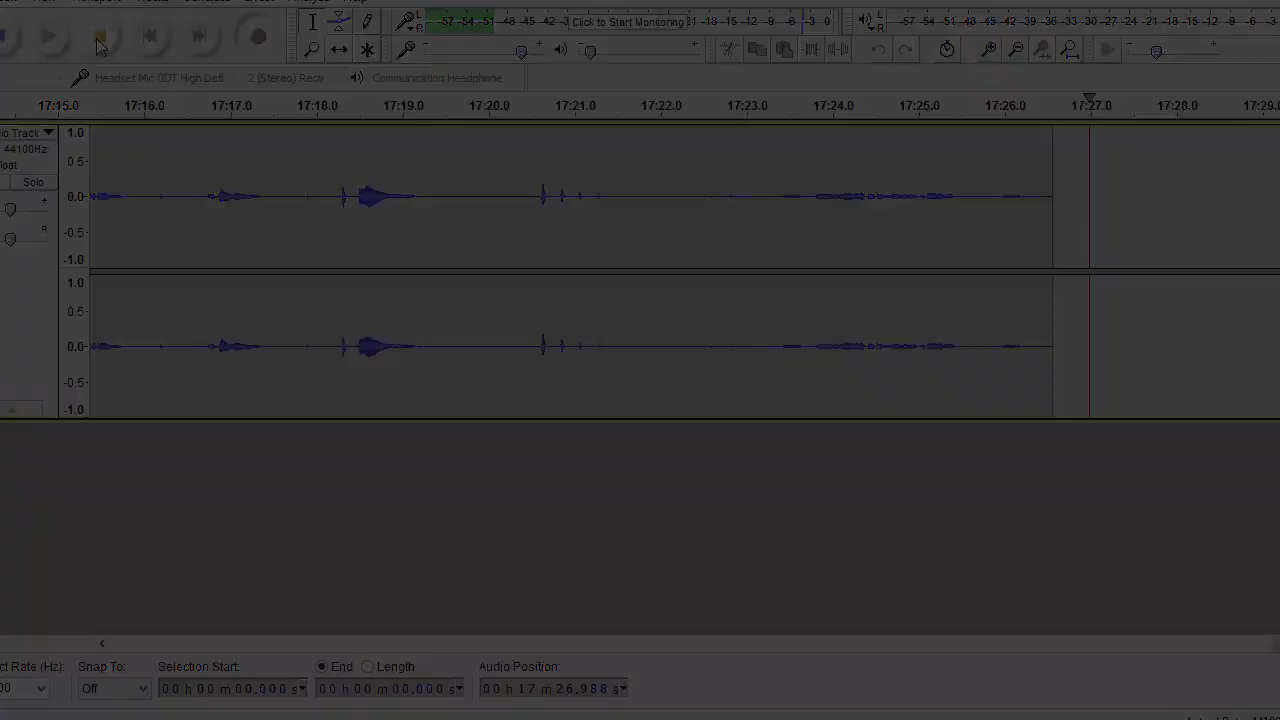 L
R
-57 -54 -51 -48 -45 -42 -3 Click to Start Monitoring -21 -18 -15 -12 -9 -6 -3 0
L
R
-57 -54 -51 -48 -45 -42 -39 -36 -33 -30 -27 -24 -21 -18 -15 -12 -9
- +
- +
- +
Headset Mic (IDT High Defi 2 (Stereo) Reco Communication Headphone
17:15.0 17:16.0 17:17.0 17:18.0 17:19.0 17:20.0 17:21.0 17:22.0 17:23.0 17:24.0 17:25.0 17:26.0 17:27.0 17:28.0 17:29.
io Track 1.0
44100Hz
loat 0.5
Solo
+ 0.0
R -0.5
-1.0
1.0
0.5
0.0
-0.5
-1.0
ct Rate (Hz): Snap To: Selection Start: End Length Audio Position:
00 Off 00 h 00 m 00.000 s 00 h 00 m 00.000 s 00 h 17 m 26.988 s